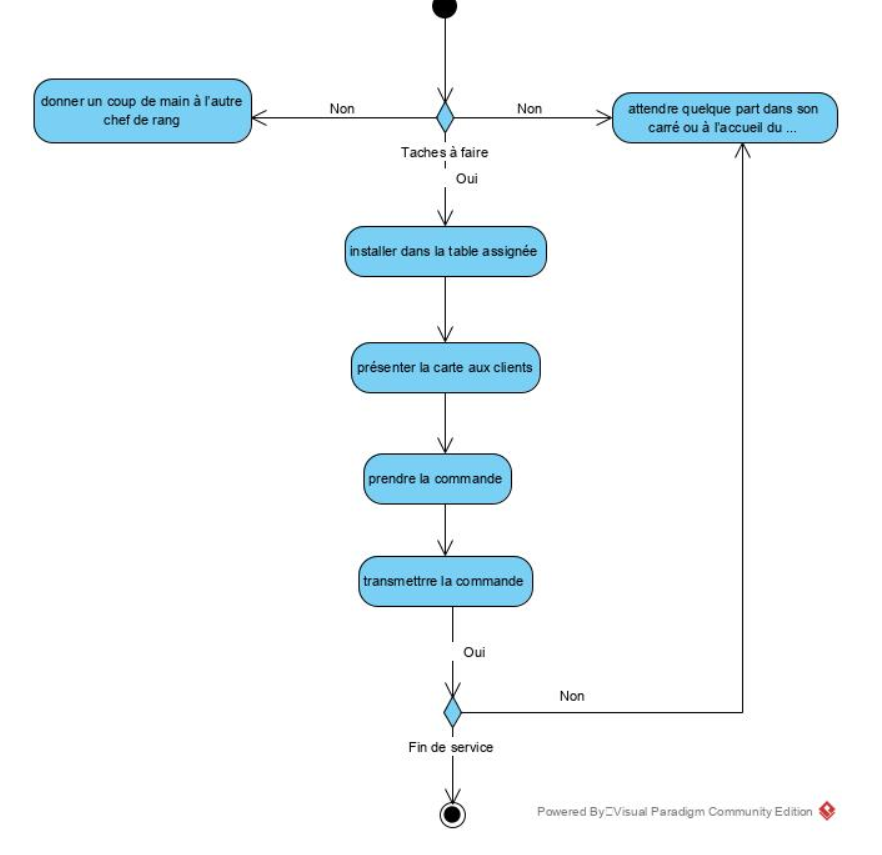 donner un coup de main à l'autre
chef de rang
Non
Non
attendre quelque part dans son
carré ou à l'accueil du ...
Taches à faire
Oui
installer dans la table assignée
présenter la carte aux clients
prendre la commande
transmettrre la commande
Oui
Non
Fin de service
Powered By Visual Paradigm Community Edition